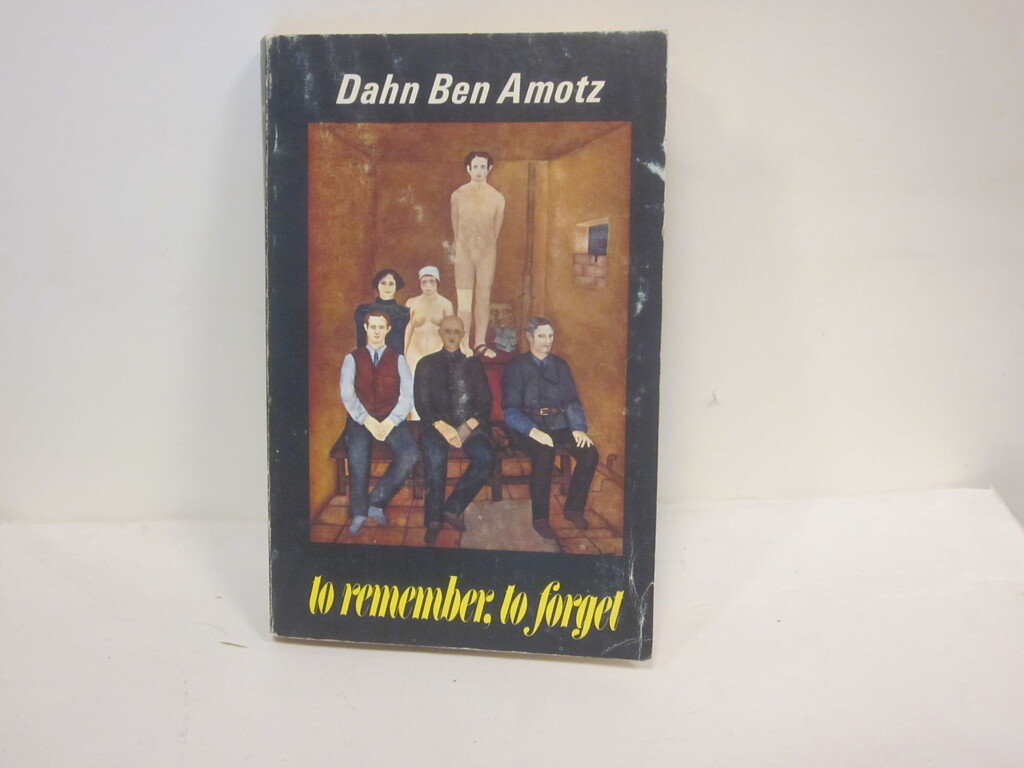 Dahn Ben Amotz
to remember, to forget